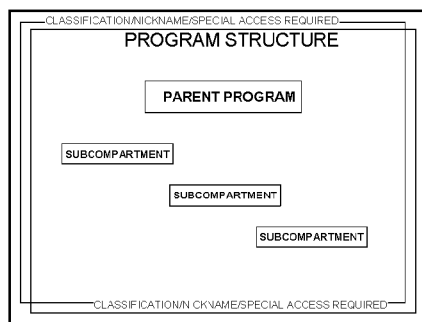 CLASSIFICATION/NICKNAME/SPECIAL ACCESS REQUIRED
PROGRAM STRUCTURE
PARENT PROGRAM
SUBCOMPARTMENT
SUBCOMPARTMENT
SUBCOMPARTMENT
CLASSIFICATION/N CKNAME/SPECIAL ACCESS REQUIRED